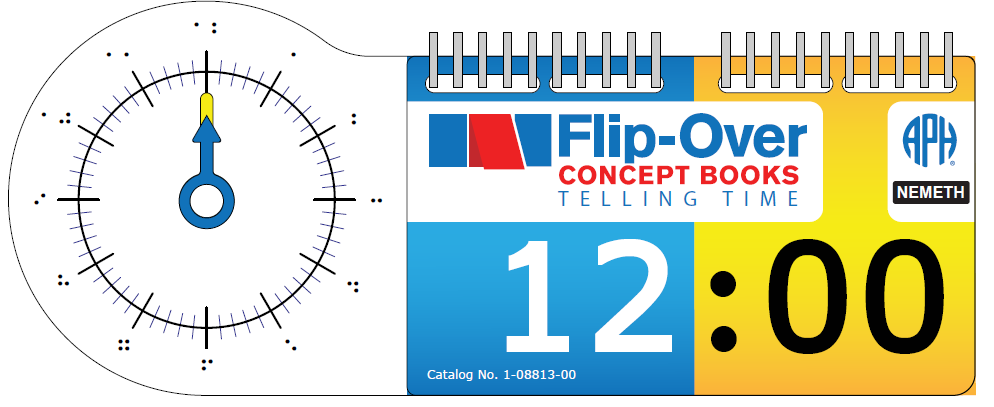 Flip-Over
CONCEPT BOOKS
TELLING TIME
APH®
NEMETH
12:00
Catalog No. 1-08813-00